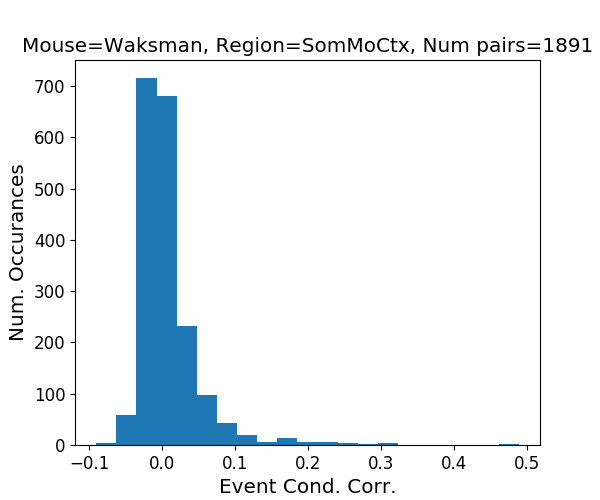 Mouse=Waksman, Region=SomMoCtx, Num pairs=1891
700
600
500
400
300
200
100
0
Num. Occurances
−0.1 0.0 0.1 0.2 0.3 0.4 0.5
Event Cond. Corr.